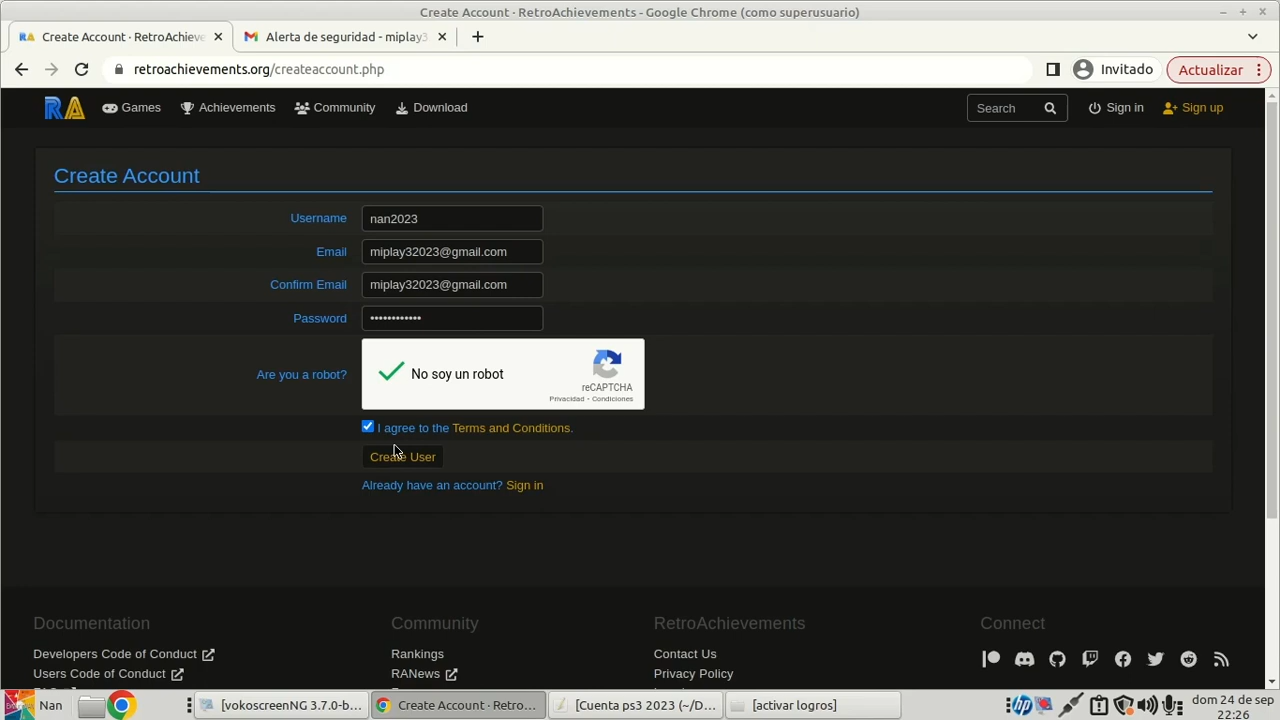 Create Account · RetroAchievements - Google Chrome (como superusuario)
Create Account · RetroAchieve
Alerta de seguridad - miplay3
retroachievements.org/createaccount.php
Invitado
Actualizar
RA Games Achievements Community Download
Search
Sign in
Sign up
Create Account
Username nan2023
Email miplay32023@gmail.com
Confirm Email miplay32023@gmail.com
Password ••••••••••••
Are you a robot? No soy un robot
reCAPTCHA
Privacidad - Condiciones
I agree to the Terms and Conditions.
Create User
Already have an account? Sign in
Documentation Community RetroAchievements Connect
Developers Code of Conduct Rankings Contact Us
Users Code of Conduct RANews Privacy Policy
Nan
[vokoscreenNG 3.7.0-b...
Create Account · Retro...
[Cuenta ps3 2023 (~/D...
[activar logros]
dom 24 de sep
22:26